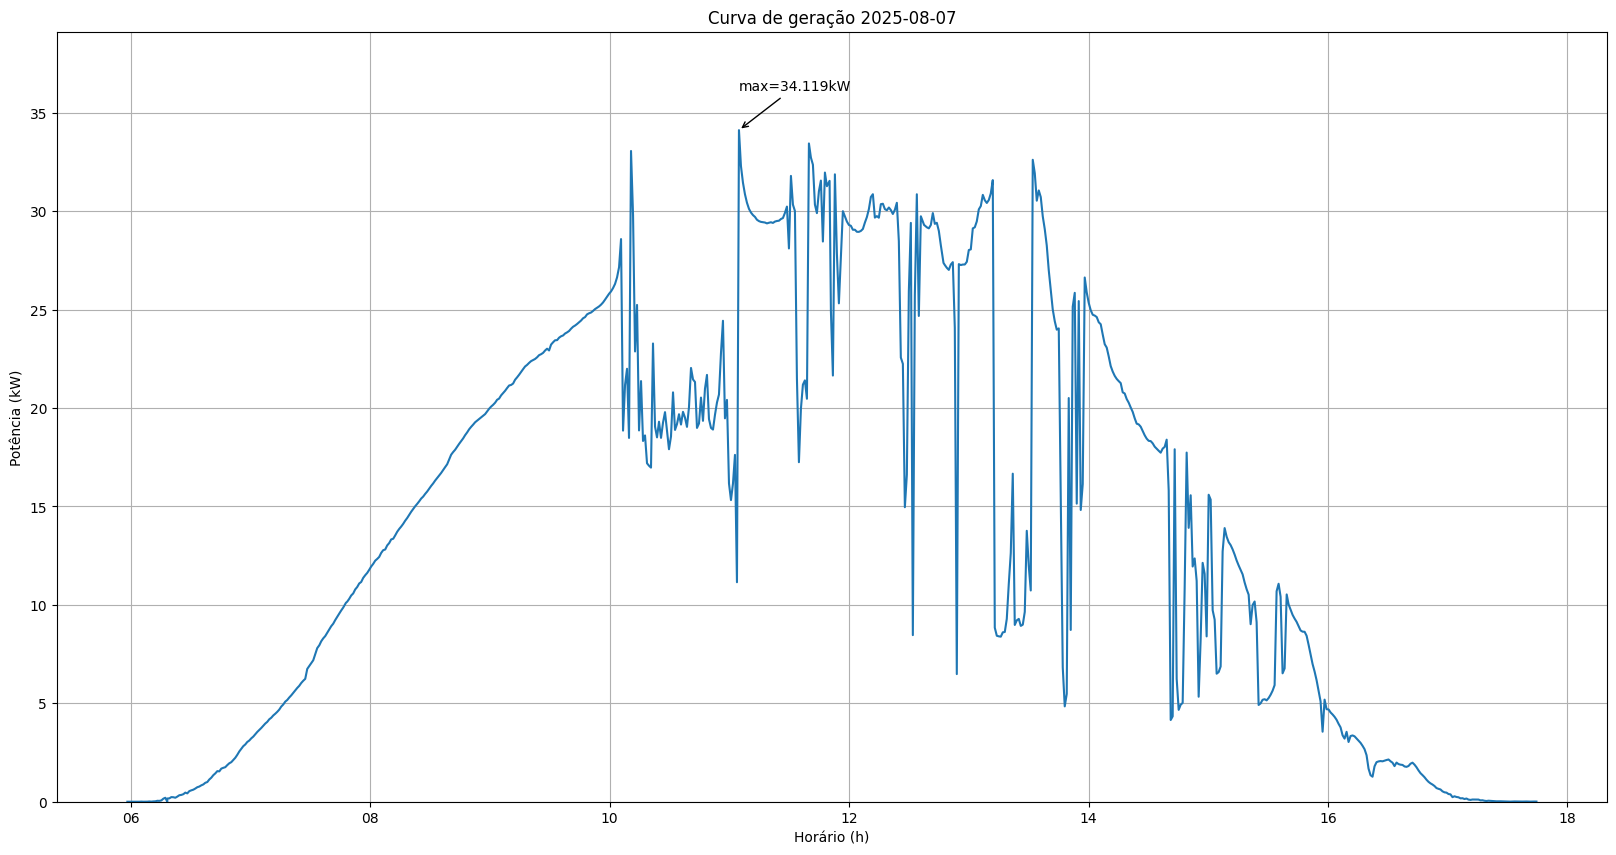 Curva de geração 2025-08-07
max=34.119kW
35
30
25
20
15
10
5
0
Potência (kW)
06 08 10 12 14 16 18
Horário (h)